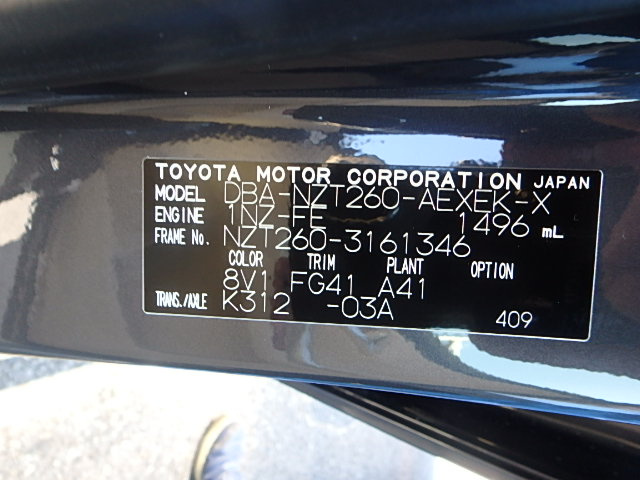 TOYOTA MOTOR CORPORATION JAPAN
MODEL DBA-NZT260-AEXEK-X
ENGINE 1NZ-FE 1496 mL
FRAME No. NZT260-3161346
COLOR TRIM PLANT OPTION
8V1 FG41 A41
TRANS./AXLE K312 -03A
409